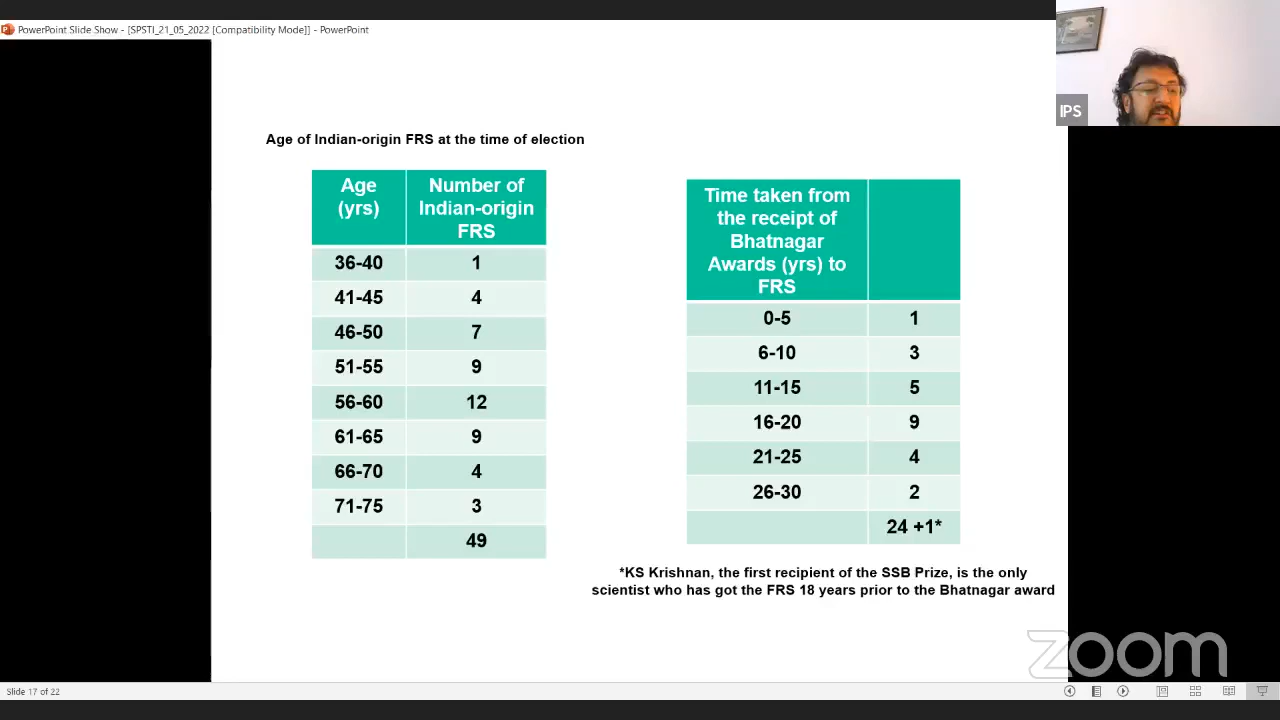 PowerPoint Slide Show - [SPSTI_21_05_2022 [Compatibility Mode]] - PowerPoint
IPS
Age of Indian-origin FRS at the time of election
Age (yrs) Number of Indian-origin FRS
36-40 1
41-45 4
46-50 7
51-55 9
56-60 12
61-65 9
66-70 4
71-75 3
49
Time taken from
the receipt of
Bhatnagar
Awards (yrs) to
FRS
0-5 1
6-10 3
11-15 5
16-20 9
21-25 4
26-30 2
24 +1*
*KS Krishnan, the first recipient of the SSB Prize, is the only
scientist who has got the FRS 18 years prior to the Bhatnagar award
zoom
Slide 17 of 22